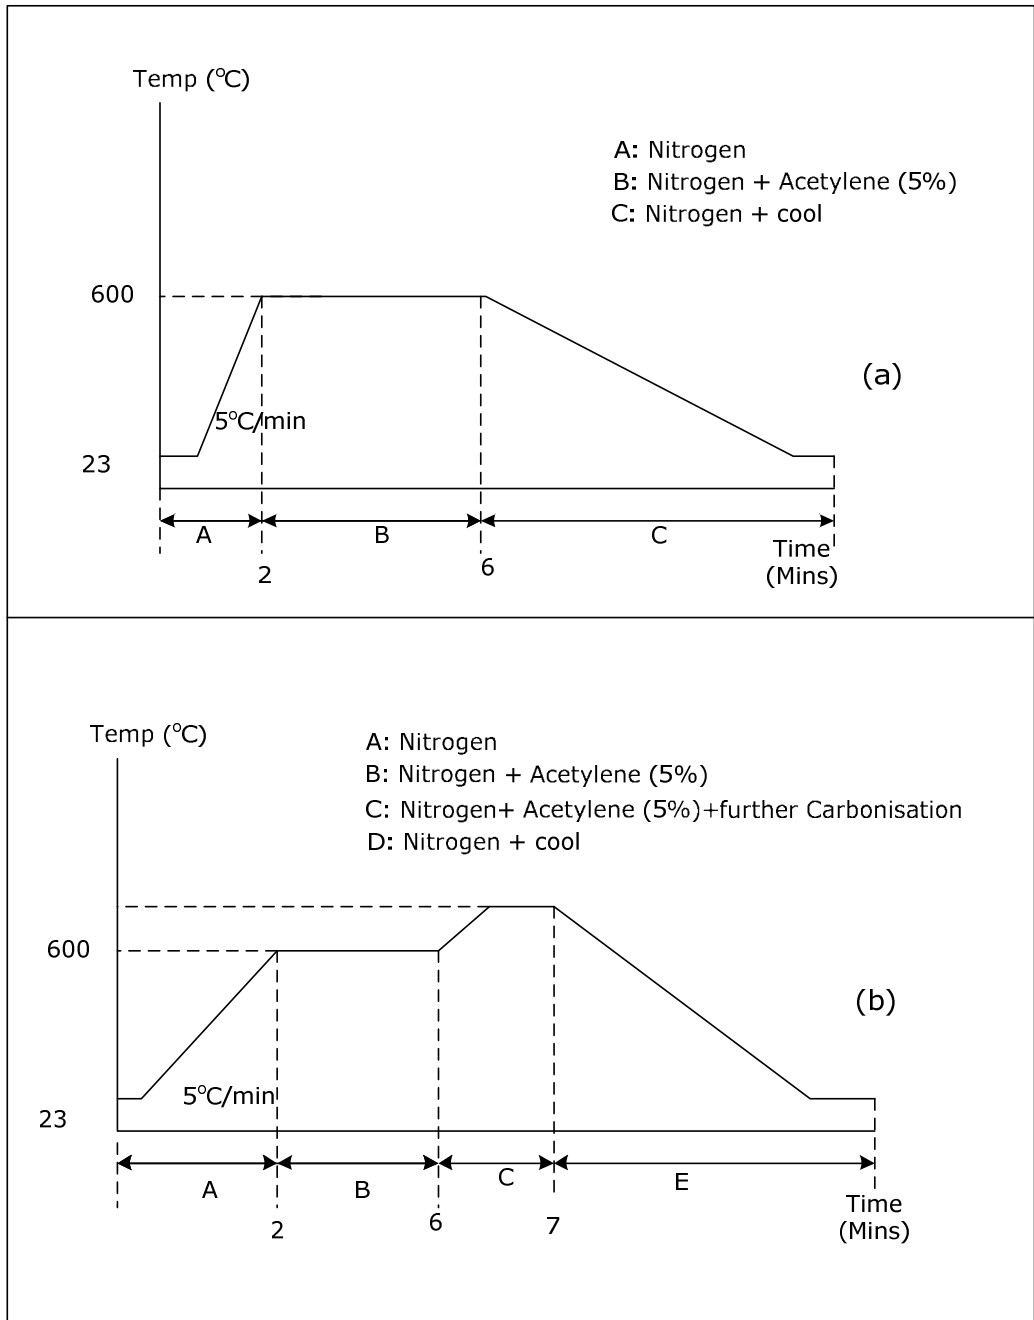 Temp (°C)
A: Nitrogen
B: Nitrogen + Acetylene (5%)
C: Nitrogen + cool
600
(a)
5°C/min
23
A
B
C
Time
(Mins)
2
6
Temp (°C)
A: Nitrogen
B: Nitrogen + Acetylene (5%)
C: Nitrogen+ Acetylene (5%)+further Carbonisation
D: Nitrogen + cool
600
(b)
5°C/min
23
A
B
C
E
Time
(Mins)
2
6
7